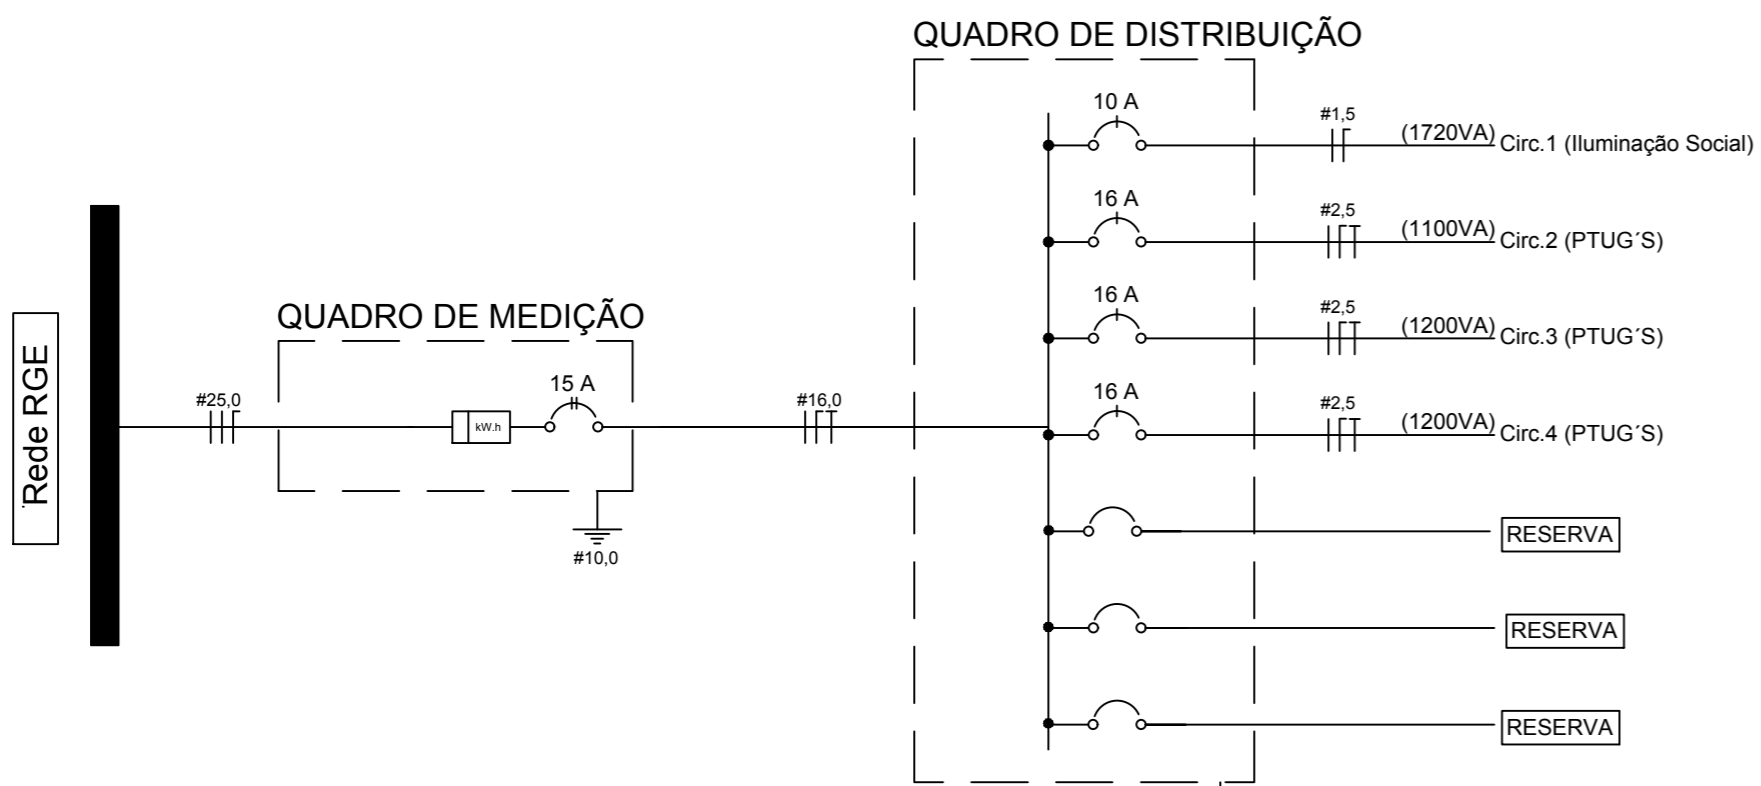 QUADRO DE DISTRIBUIÇÃO
10 A
#1,5
(1720VA)
Circ.1 (Iluminação Social)
16 A
#2,5
(1100VA)
Circ.2 (PTUG´S)
16 A
#2,5
(1200VA)
Circ.3 (PTUG´S)
16 A
#2,5
(1200VA)
Circ.4 (PTUG´S)
RESERVA
RESERVA
RESERVA
QUADRO DE MEDIÇÃO
15 A
kW.h
#25,0
#16,0
#10,0
Rede RGE